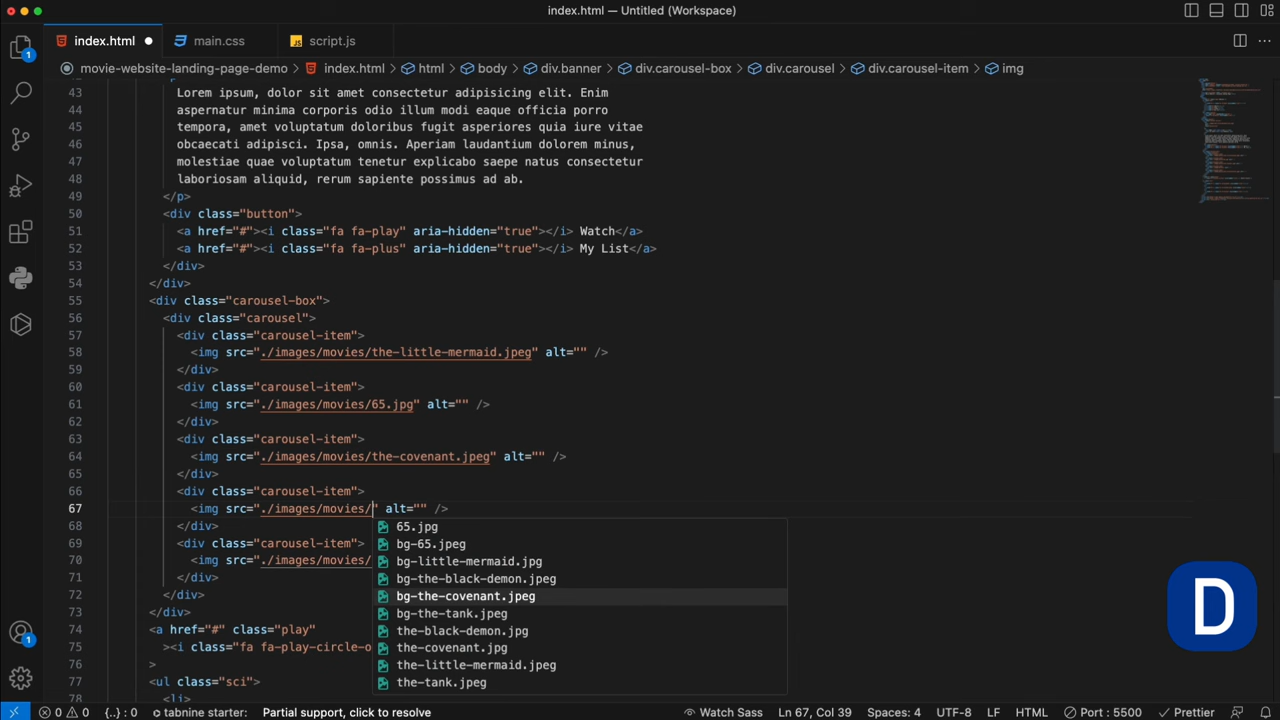 index.html — Untitled (Workspace)
index.html
main.css
script.js
movie-website-landing-page-demo index.html html body div.banner div.carousel-box div.carousel div.carousel-item img
43 Lorem ipsum, dolor sit amet consectetur adipisicing elit. Enim
44 aspernatur minima corporis odio illum modi eaque officia porro
45 tempora, amet voluptatum doloribus fugit asperiores quia iure vitae
46 obcaecati adipisci. Ipsa, omnis. Aperiam laudantium dolorem minus,
47 molestiae quae voluptatum tenetur explicabo saepe natus consectetur
48 laboriosam aliquid, rerum sapiente possimus ad ab.
49 </p>
50 <div class="button">
51 <a href="#"><i class="fa fa-play" aria-hidden="true"></i> Watch</a>
52 <a href="#"><i class="fa fa-plus" aria-hidden="true"></i> My List</a>
53 </div>
54 </div>
55 <div class="carousel-box">
56 <div class="carousel">
57 <div class="carousel-item">
58 <img src="./images/movies/the-little-mermaid.jpeg" alt="" />
59 </div>
60 <div class="carousel-item">
61 <img src="./images/movies/65.jpg" alt="" />
62 </div>
63 <div class="carousel-item">
64 <img src="./images/movies/the-covenant.jpeg" alt="" />
65 </div>
66 <div class="carousel-item">
67 <img src="./images/movies/" alt="" />
68 </div>
65.jpg
69 <div class="carousel-item">
bg-65.jpeg
70 <img src="./images/movies/
bg-little-mermaid.jpg
71 </div>
bg-the-black-demon.jpeg
72 </div>
bg-the-covenant.jpeg
73 </div>
bg-the-tank.jpeg
74 <a href="#" class="play"
the-black-demon.jpg
75 ><i class="fa fa-play-circle-o
the-covenant.jpg
76 >
the-little-mermaid.jpeg
77 <ul class="sci">
the-tank.jpeg
78 <li>
D
1
1
0 0 {..} : 0 tabnine starter: Partial support, click to resolve Watch Sass Ln 67, Col 39 Spaces: 4 UTF-8 LF HTML Port : 5500 Prettier